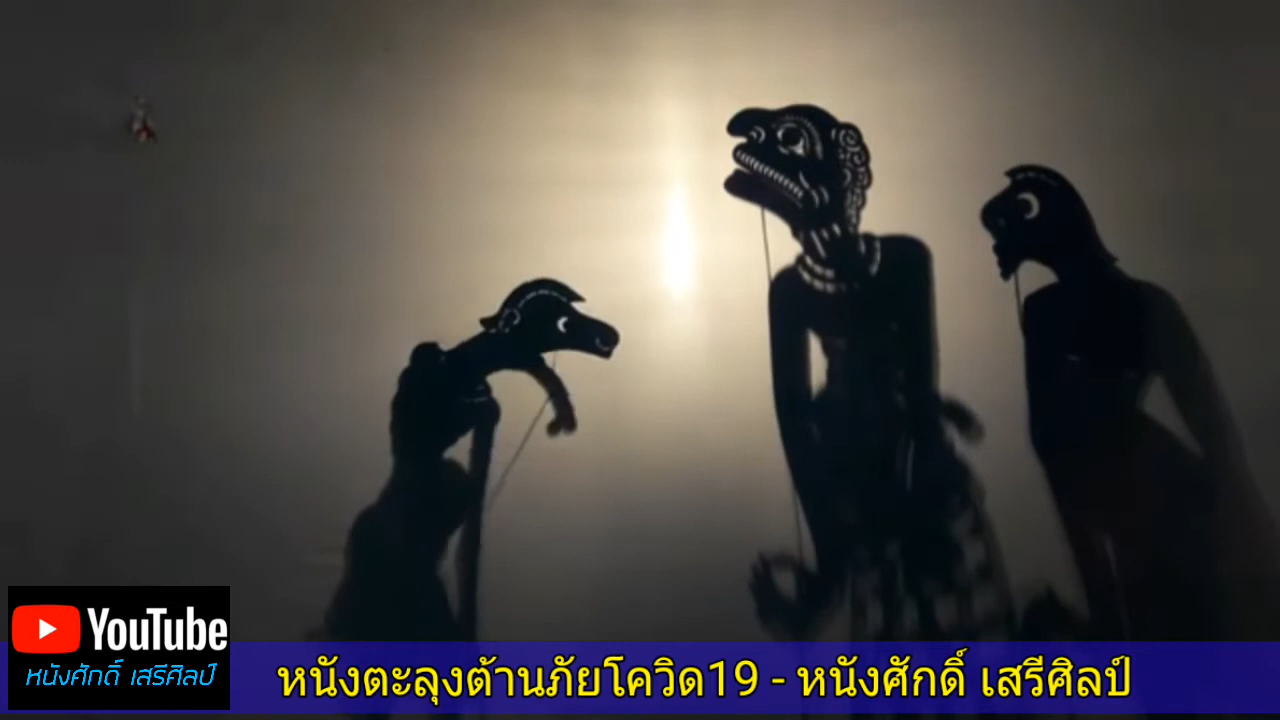 YouTube
หนังศักดิ์ เสรีศิลป์
หนังตะลุงต้านภัยโควิด19 - หนังศักดิ์ เสรีศิลป์